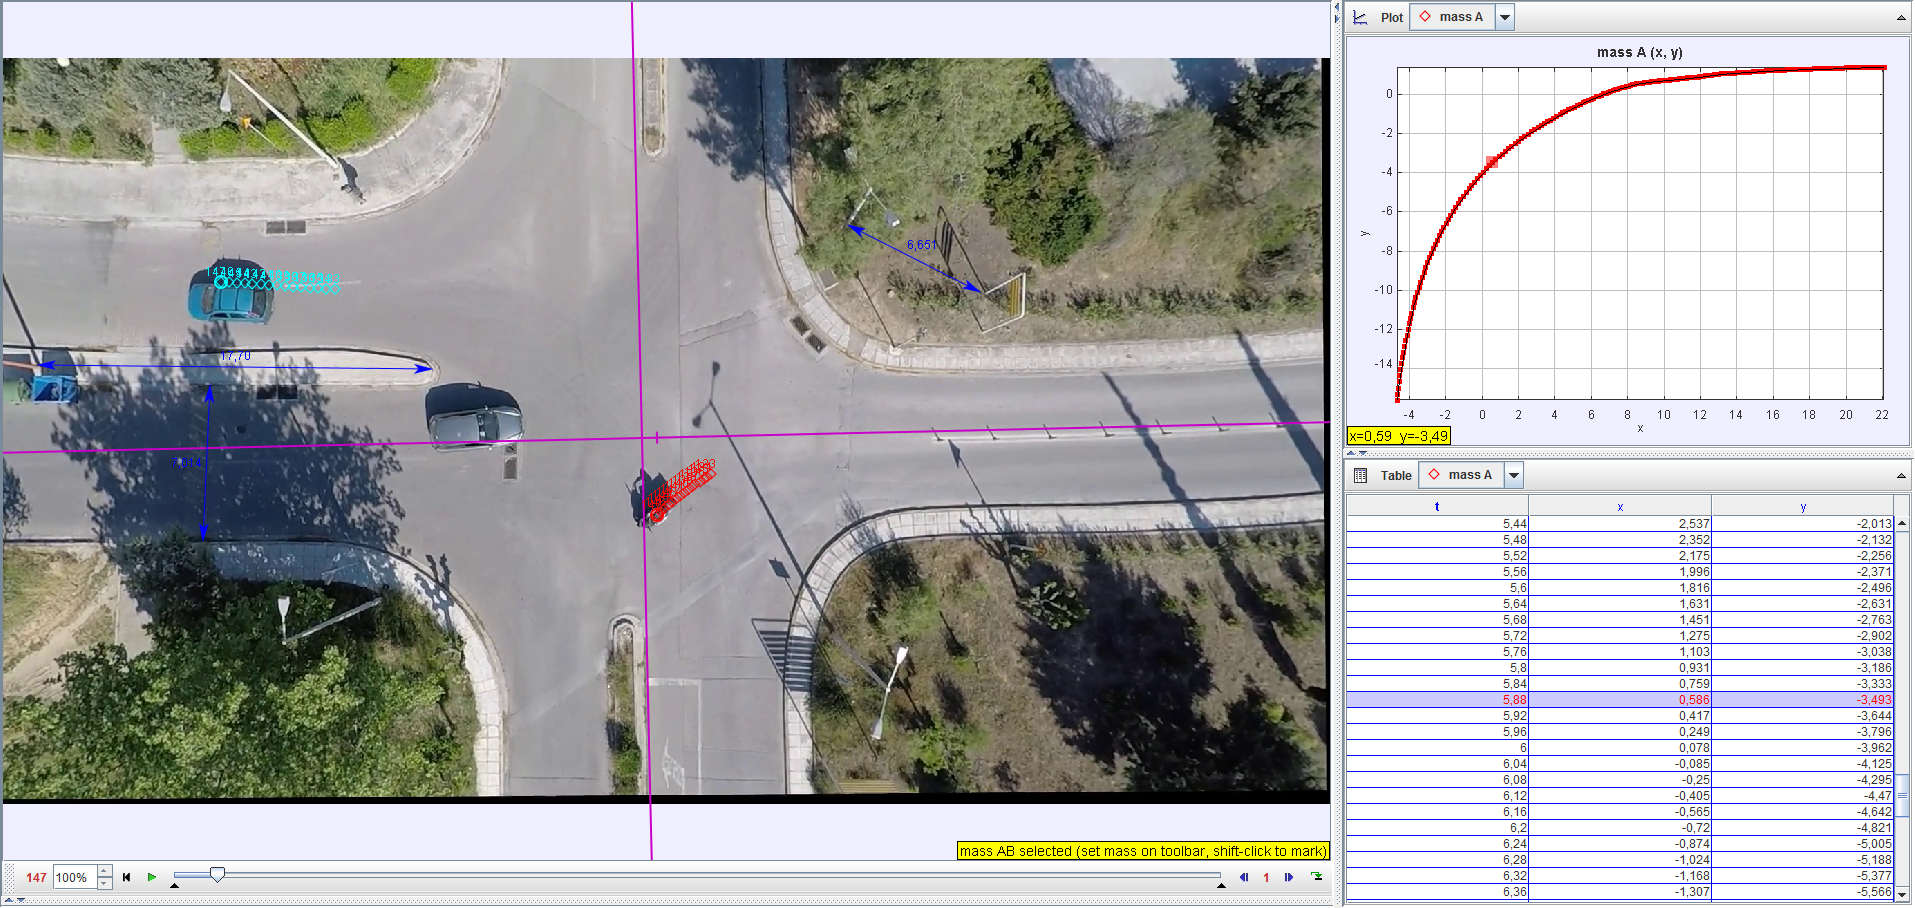 6,651
17,70
7,014
mass AB selected (set mass on toolbar, shift-click to mark)
147 100% 1
Plot mass A
mass A (x, y)
0
-2
-4
-6
y
-8
-10
-12
-14
-4 -2 0 2 4 6 8 10 12 14 16 18 20 22
x
x=0,59 y=-3,49
Table mass A
t x y
5,44 2,537 -2,013
5,48 2,352 -2,132
5,52 2,175 -2,256
5,56 1,996 -2,371
5,6 1,816 -2,496
5,64 1,631 -2,631
5,68 1,451 -2,763
5,72 1,275 -2,902
5,76 1,103 -3,038
5,8 0,931 -3,186
5,84 0,759 -3,333
5,88 0,586 -3,493
5,92 0,417 -3,644
5,96 0,249 -3,796
6 0,078 -3,962
6,04 -0,085 -4,125
6,08 -0,25 -4,295
6,12 -0,405 -4,47
6,16 -0,565 -4,642
6,2 -0,72 -4,821
6,24 -0,874 -5,005
6,28 -1,024 -5,188
6,32 -1,168 -5,377
6,36 -1,307 -5,566